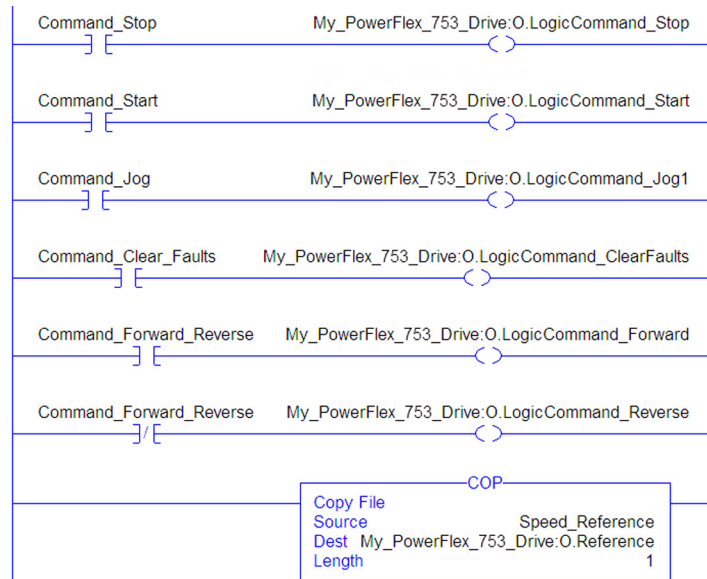 Command_Stop My_PowerFlex_753_Drive:O.LogicCommand_Stop
Command_Start My_PowerFlex_753_Drive:O.LogicCommand_Start
Command_Jog My_PowerFlex_753_Drive:O.LogicCommand_Jog1
Command_Clear_Faults My_PowerFlex_753_Drive:O.LogicCommand_ClearFaults
Command_Forward_Reverse My_PowerFlex_753_Drive:O.LogicCommand_Forward
Command_Forward_Reverse My_PowerFlex_753_Drive:O.LogicCommand_Reverse
COP
Copy File
Source Speed_Reference
Dest My_PowerFlex_753_Drive:O.Reference
Length 1